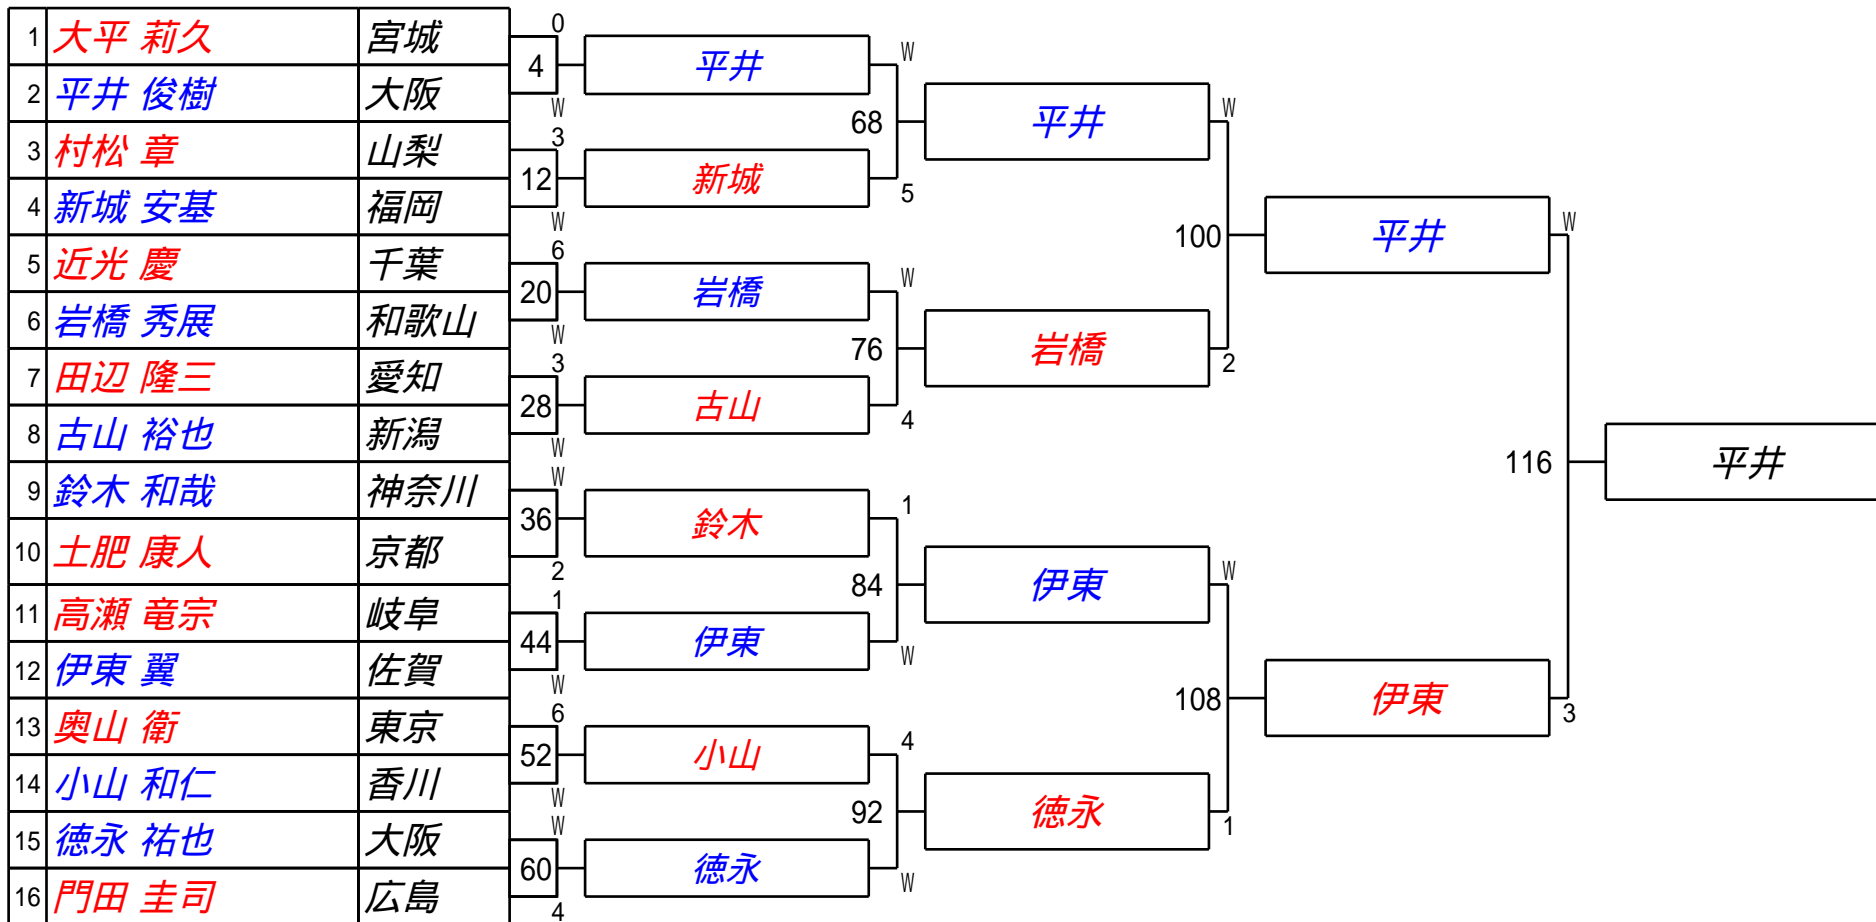 1 大平 莉久 宮城 0
4 平井 W
2 平井 俊樹 大阪 W
68 平井 W
3 村松 章 山梨 3
12 新城 5
4 新城 安基 福岡 W
100 平井 W
5 近光 慶 千葉 6
20 岩橋 W
6 岩橋 秀展 和歌山 W
76 岩橋 2
7 田辺 隆三 愛知 3
28 古山 4
8 古山 裕也 新潟 W
116 平井
9 鈴木 和哉 神奈川 W
36 鈴木 1
10 土肥 康人 京都 2
84 伊東 W
11 高瀬 竜宗 岐阜 1
44 伊東 W
12 伊東 翼 佐賀 W
108 伊東 3
13 奥山 衛 東京 6
52 小山 4
14 小山 和仁 香川 W
92 徳永 1
15 徳永 祐也 大阪 W
60 徳永 W
16 門田 圭司 広島 4